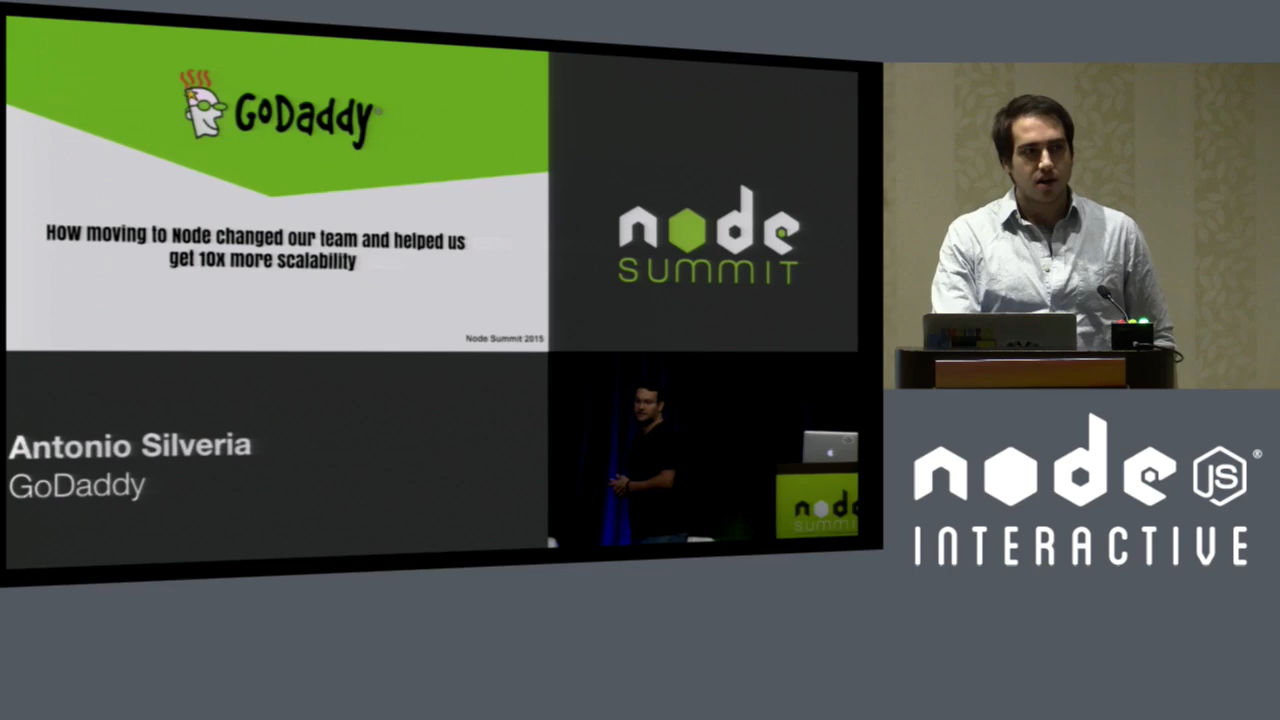 GoDaddy
How moving to Node changed our team and helped us
get 10x more scalability
Node Summit 2015
node
SUMMIT
Antonio Silveria
GoDaddy
node
summit
node JS ®
INTERACTIVE